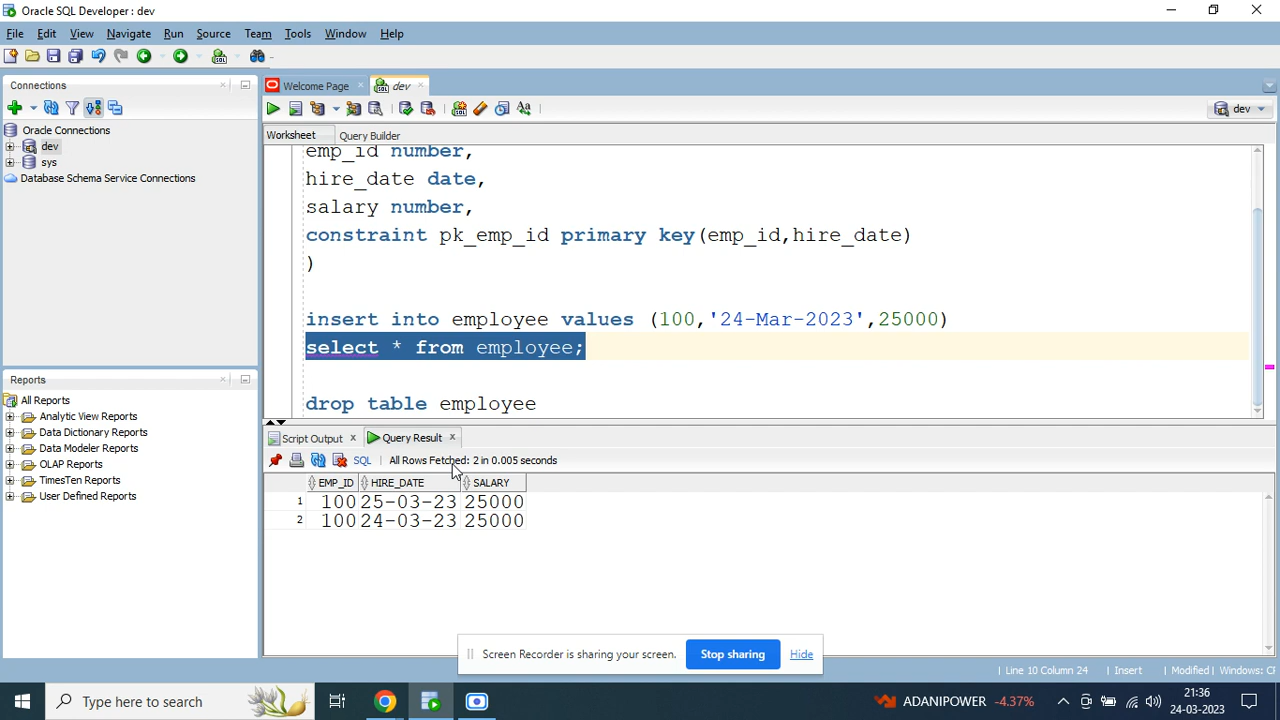 Oracle SQL Developer : dev
File Edit View Navigate Run Source Team Tools Window Help
Connections
Welcome Page
dev
dev
Oracle Connections
dev
sys
Database Schema Service Connections
Worksheet Query Builder
emp_id number,
hire_date date,
salary number,
constraint pk_emp_id primary key(emp_id,hire_date)
)
insert into employee values (100,'24-Mar-2023',25000)
select * from employee;
drop table employee
Reports
All Reports
Analytic View Reports
Data Dictionary Reports
Data Modeler Reports
OLAP Reports
TimesTen Reports
User Defined Reports
Script Output Query Result
SQL | All Rows Fetched: 2 in 0.005 seconds
EMP_ID HIRE_DATE SALARY
1 100 25-03-23 25000
2 100 24-03-23 25000
Screen Recorder is sharing your screen. Stop sharing Hide
Line 10 Column 24 Insert Modified Windows: C
Type here to search
ADANIPOWER -4.37%
21:36
24-03-2023